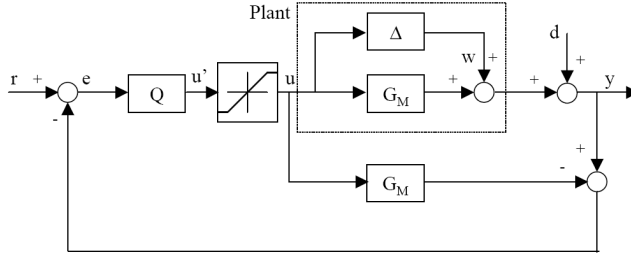 Plant
Δ
w
+
d
+
r
+
e
Q
u'
u
G_M
+
+
y
-
+
G_M
-